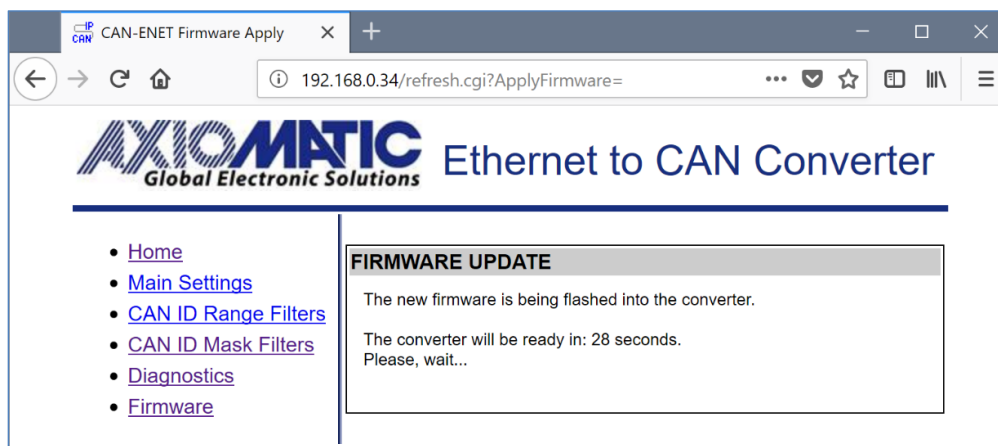 IP
CAN
CAN-ENET Firmware Apply
192.168.0.34/refresh.cgi?ApplyFirmware=
AXIOMATIC
Global Electronic Solutions
Ethernet to CAN Converter
Home
Main Settings
CAN ID Range Filters
CAN ID Mask Filters
Diagnostics
Firmware
FIRMWARE UPDATE
The new firmware is being flashed into the converter.
The converter will be ready in: 28 seconds.
Please, wait...